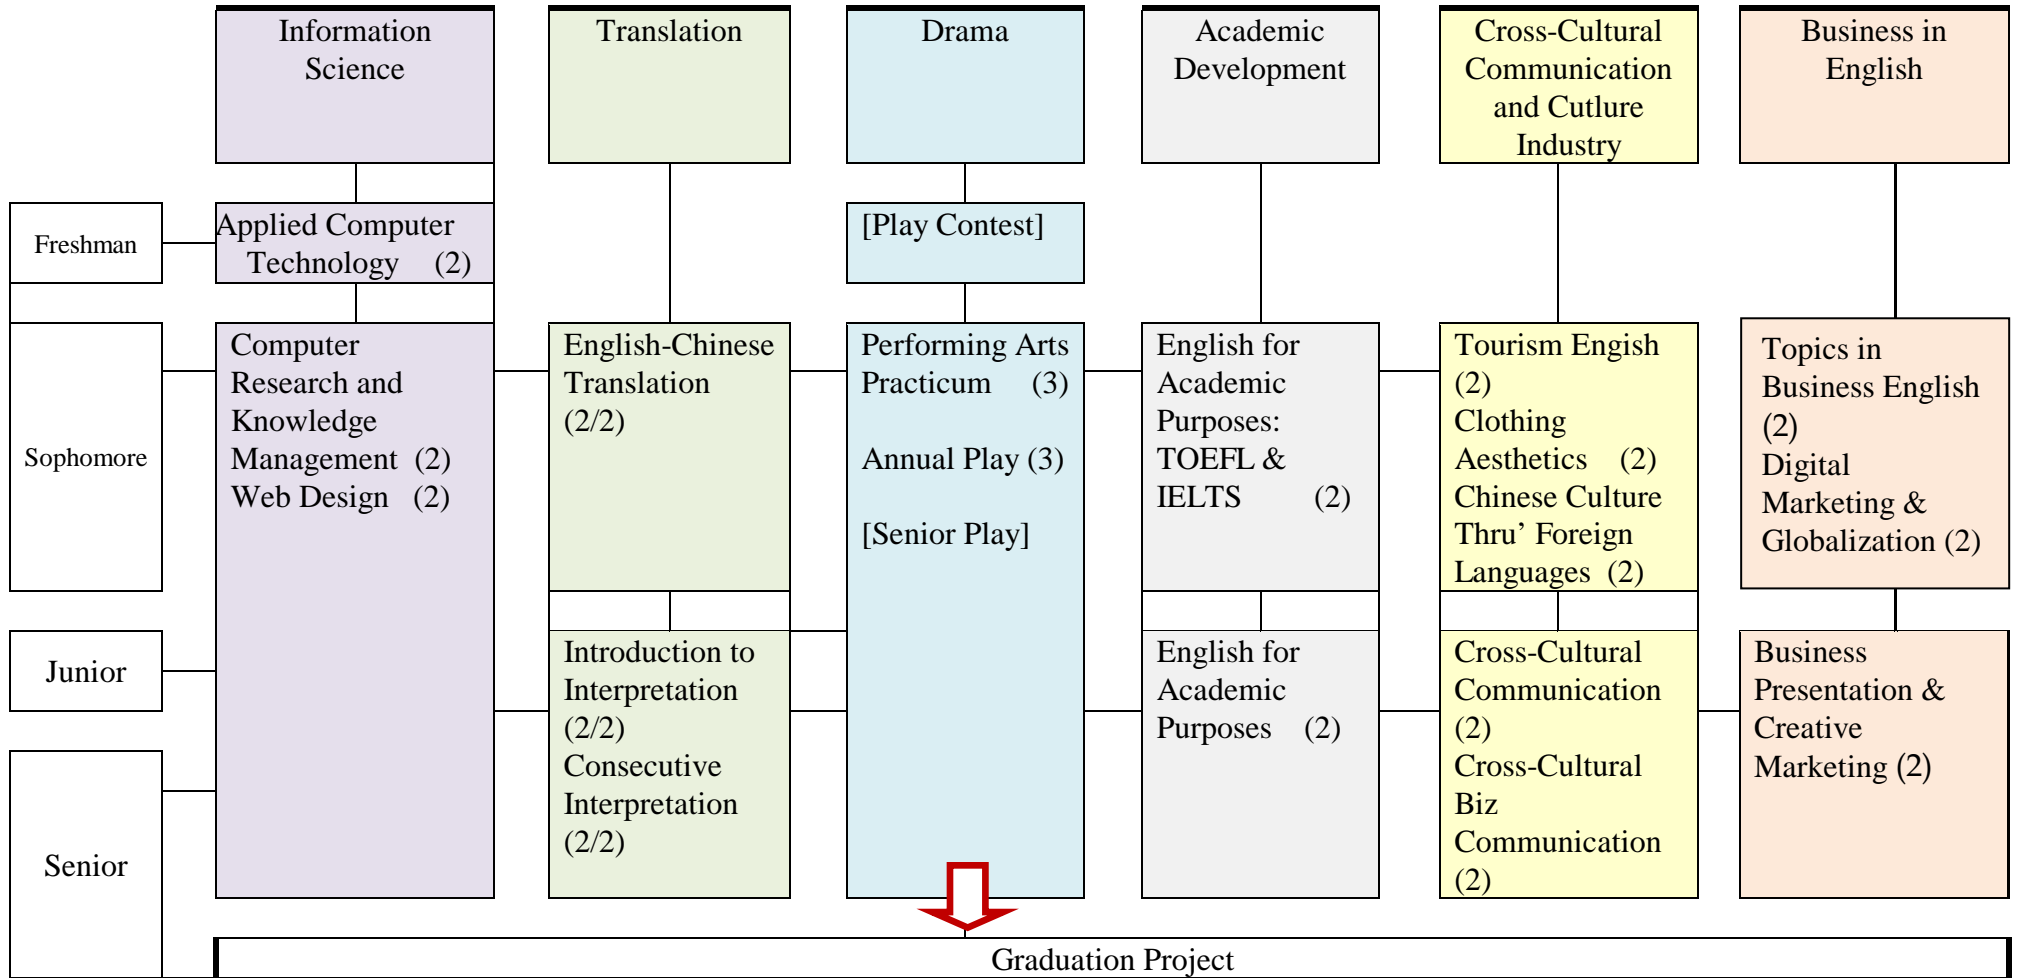 Information
Science
Translation
Drama
Academic
Development
Cross-Cultural
Communication
and Cutlure
Industry
Business in
English
Freshman
Applied Computer
Technology (2)
[Play Contest]
Sophomore
Computer
Research and
Knowledge
Management (2)
Web Design (2)
English-Chinese
Translation
(2/2)
Performing Arts
Practicum (3)
Annual Play (3)
[Senior Play]
English for
Academic
Purposes:
TOEFL &
IELTS (2)
Tourism Engish
(2)
Clothing
Aesthetics (2)
Chinese Culture
Thru’ Foreign
Languages (2)
Topics in
Business English
(2)
Digital
Marketing &
Globalization (2)
Junior
Introduction to
Interpretation
(2/2)
Consecutive
Interpretation
(2/2)
English for
Academic
Purposes (2)
Cross-Cultural
Communication
(2)
Cross-Cultural
Biz
Communication
(2)
Business
Presentation &
Creative
Marketing (2)
Senior
Graduation Project